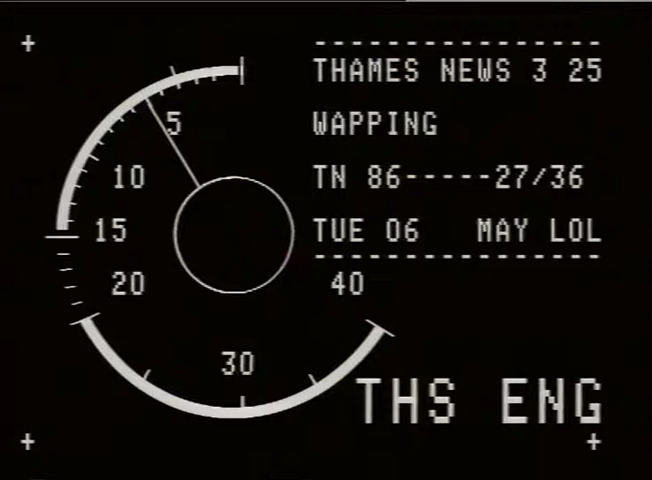 THAMES NEWS 3 25
WAPPING
TN 86-----27/36
TUE 06 MAY LOL
5
10
15
20
30
40
THS ENG